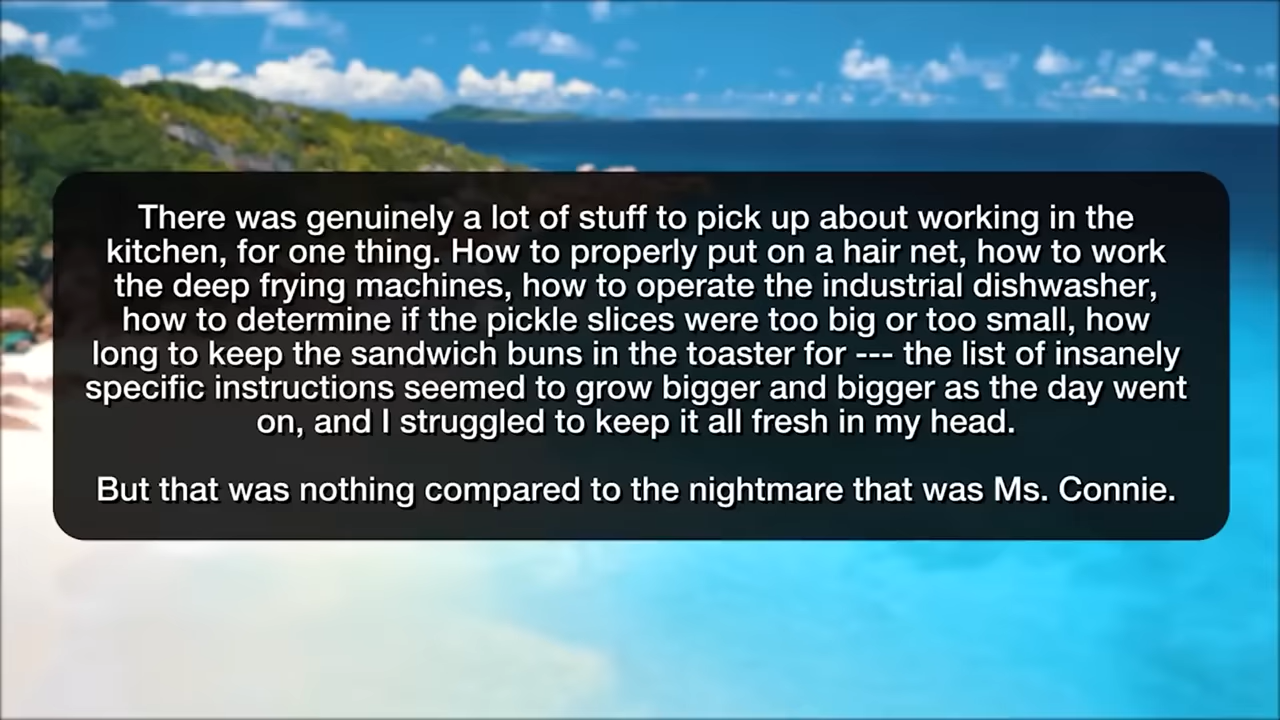 There was genuinely a lot of stuff to pick up about working in the
kitchen, for one thing. How to properly put on a hair net, how to work
the deep frying machines, how to operate the industrial dishwasher,
how to determine if the pickle slices were too big or too small, how
long to keep the sandwich buns in the toaster for --- the list of insanely
specific instructions seemed to grow bigger and bigger as the day went
on, and I struggled to keep it all fresh in my head.
But that was nothing compared to the nightmare that was Ms. Connie.